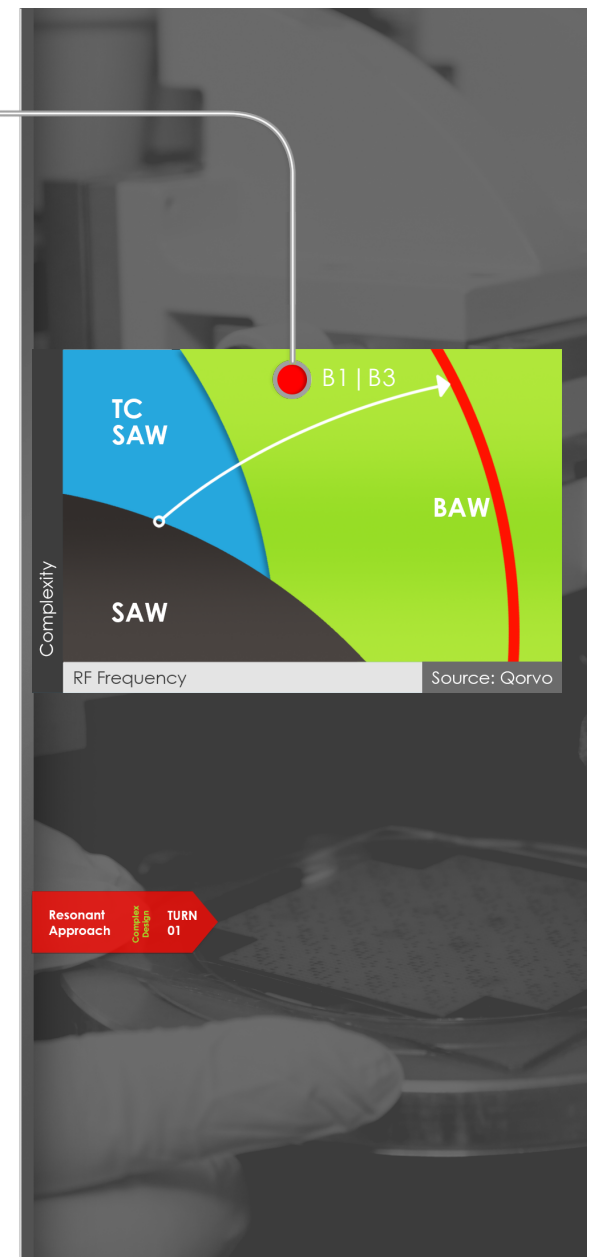 B1 | B3
TC
SAW
BAW
SAW
Complexity
RF Frequency
Source: Qorvo
Resonant
Approach
Complex
Design
TURN
01